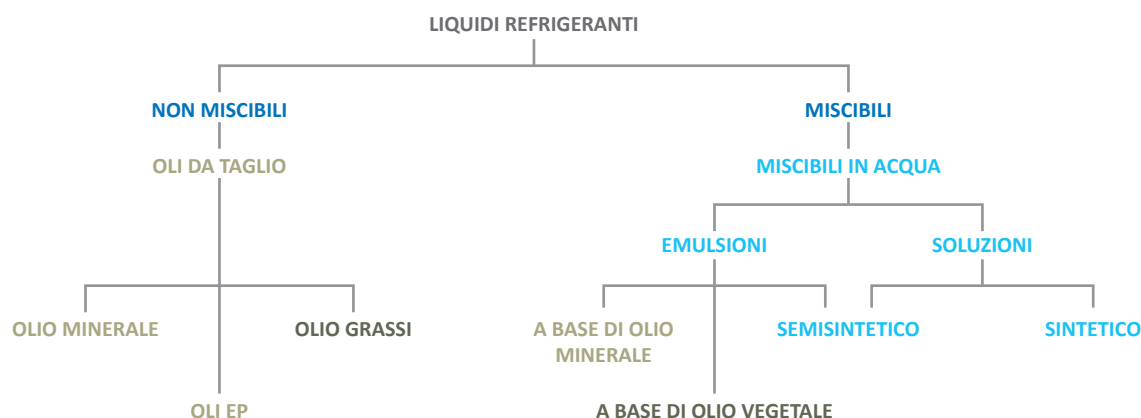 LIQUIDI REFRIGERANTI
NON MISCIBILI
MISCIBILI
OLI DA TAGLIO
MISCIBILI IN ACQUA
EMULSIONI
SOLUZIONI
OLIO MINERALE
OLIO GRASSI
A BASE DI OLIO
MINERALE
SEMISINTETICO
SINTETICO
OLI EP
A BASE DI OLIO VEGETALE